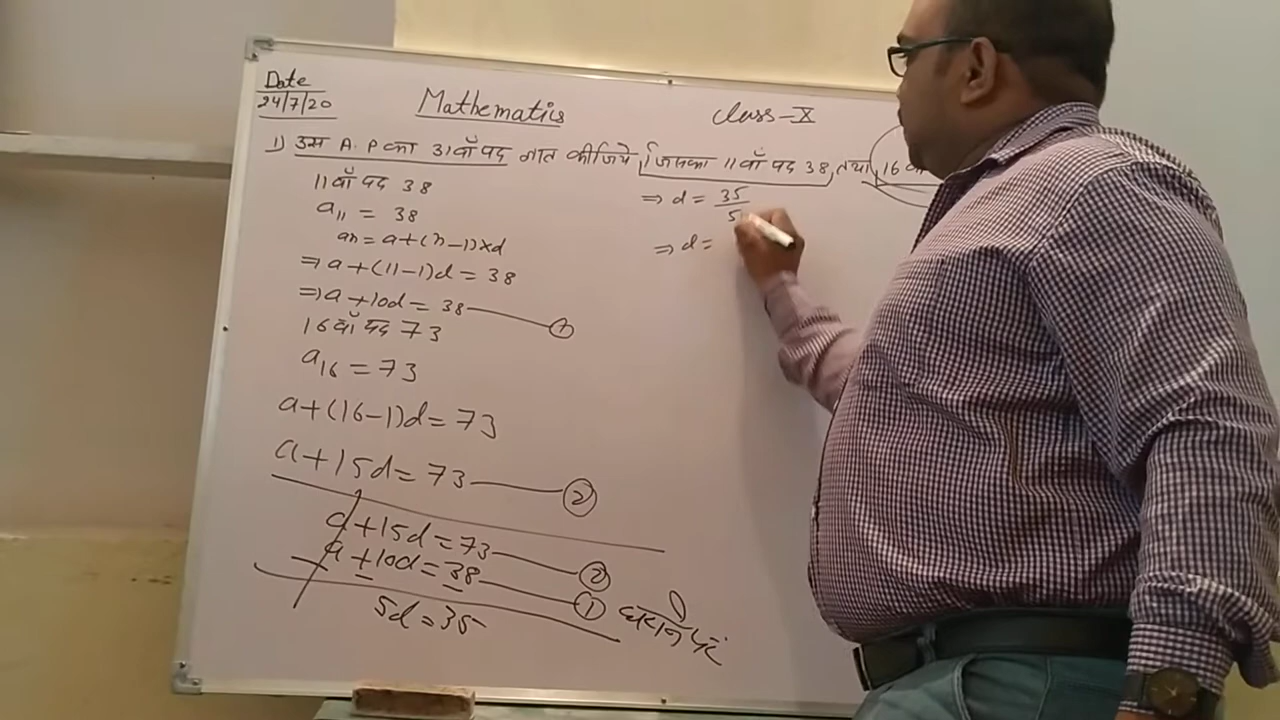 Date
24/7/20
Mathematics
Class-X
1) उस A.P का 31वाँ पद ज्ञात कीजिये, जिसका 11वाँ पद 38, तथा, 16
11वाँ पद 38
a₁₁ = 38
an = a+(n-1)×d
⇒ a+(11-1)d = 38
⇒ a+10d = 38 ①
16वाँ पद 73
a₁₆ = 73
a+(16-1)d = 73
a+15d = 73 ②
a+15d = 73 ②
a+10d = 38 ①
5d = 35
घटाने पर
⇒ d = 35/5
⇒ d =